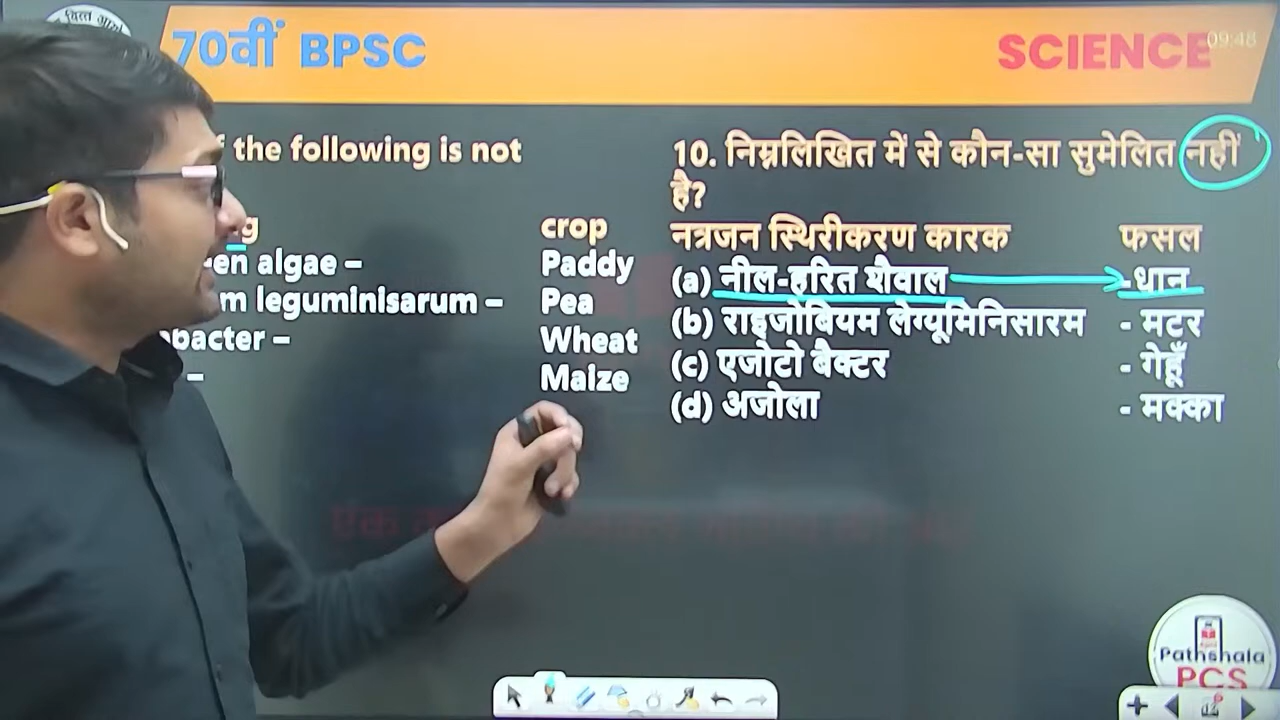 70वीं BPSC
SCIENCE
09:48
the following is not
crop
en algae – Paddy
m leguminisarum – Pea
bacter – Wheat
– Maize
10. निम्नलिखित में से कौन-सा सुमेलित नहीं
है?
नत्रजन स्थिरीकरण कारक फसल
(a) नील-हरित शैवाल - धान
(b) राइजोबियम लेग्यूमिनिसारम - मटर
(c) एजोटो बैक्टर - गेहूँ
(d) अजोला - मक्का
Pathshala
PCS